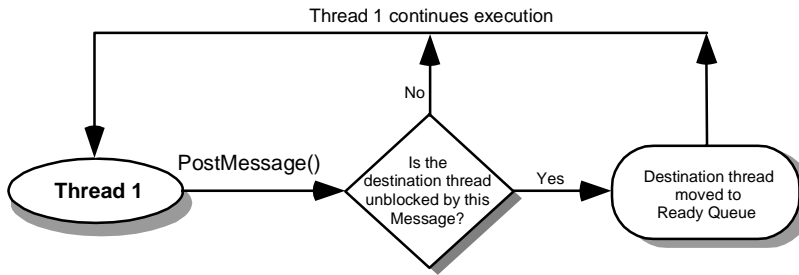 Thread 1 continues execution
No
PostMessage()
Thread 1
Is the
destination thread
unblocked by this
Message?
Yes
Destination thread
moved to
Ready Queue